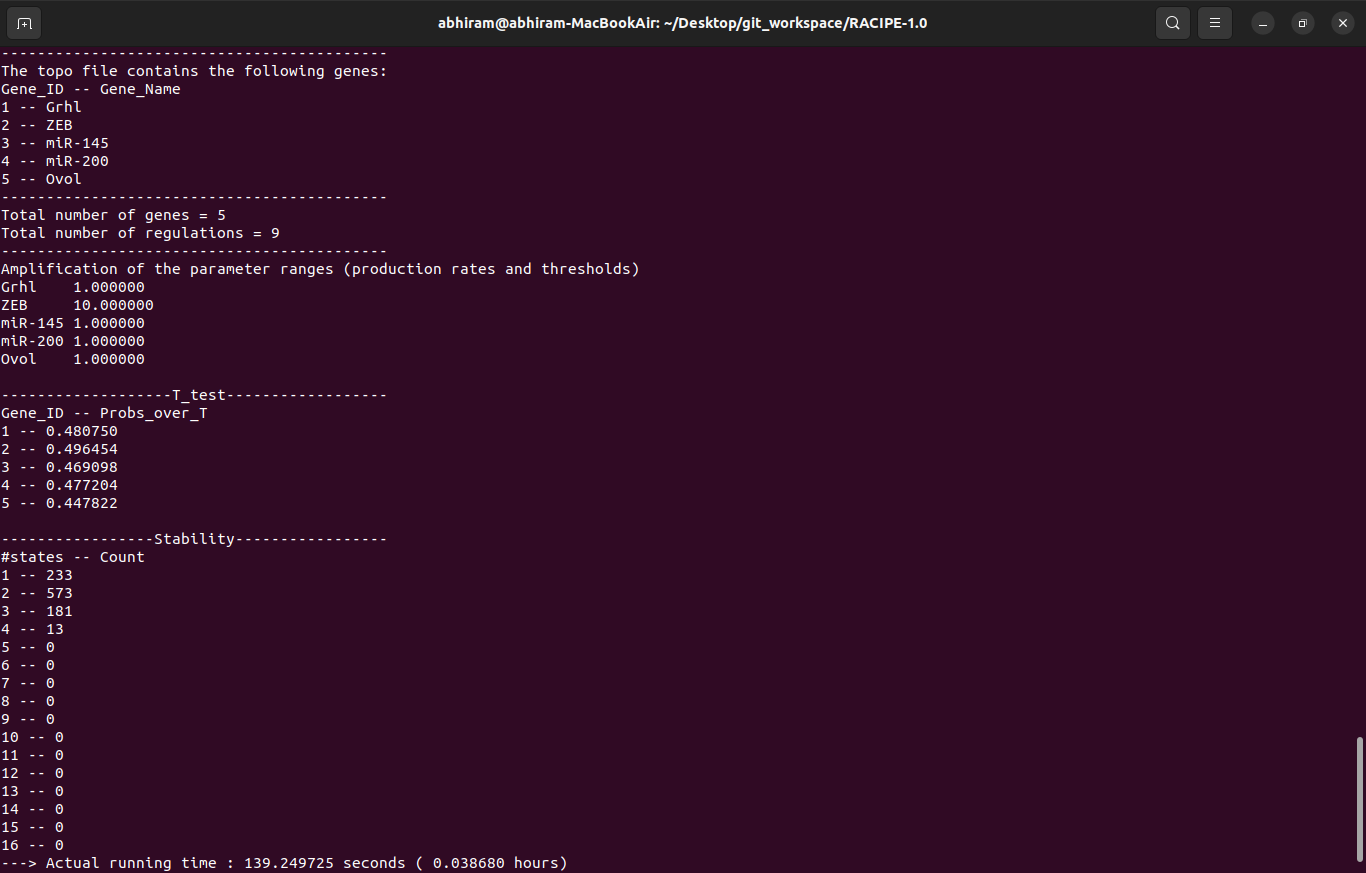 abhiram@abhiram-MacBookAir: ~/Desktop/git_workspace/RACIPE-1.0
-------------------------------------------
The topo file contains the following genes:
Gene_ID -- Gene_Name
1 -- Grhl
2 -- ZEB
3 -- miR-145
4 -- miR-200
5 -- Ovol
-------------------------------------------
Total number of genes = 5
Total number of regulations = 9
-------------------------------------------
Amplification of the parameter ranges (production rates and thresholds)
Grhl    1.000000
ZEB     10.000000
miR-145 1.000000
miR-200 1.000000
Ovol    1.000000
-------------------T_test------------------
Gene_ID -- Probs_over_T
1 -- 0.480750
2 -- 0.496454
3 -- 0.469098
4 -- 0.477204
5 -- 0.447822
-----------------Stability-----------------
#states -- Count
1 -- 233
2 -- 573
3 -- 181
4 -- 13
5 -- 0
6 -- 0
7 -- 0
8 -- 0
9 -- 0
10 -- 0
11 -- 0
12 -- 0
13 -- 0
14 -- 0
15 -- 0
16 -- 0
---> Actual running time : 139.249725 seconds ( 0.038680 hours)